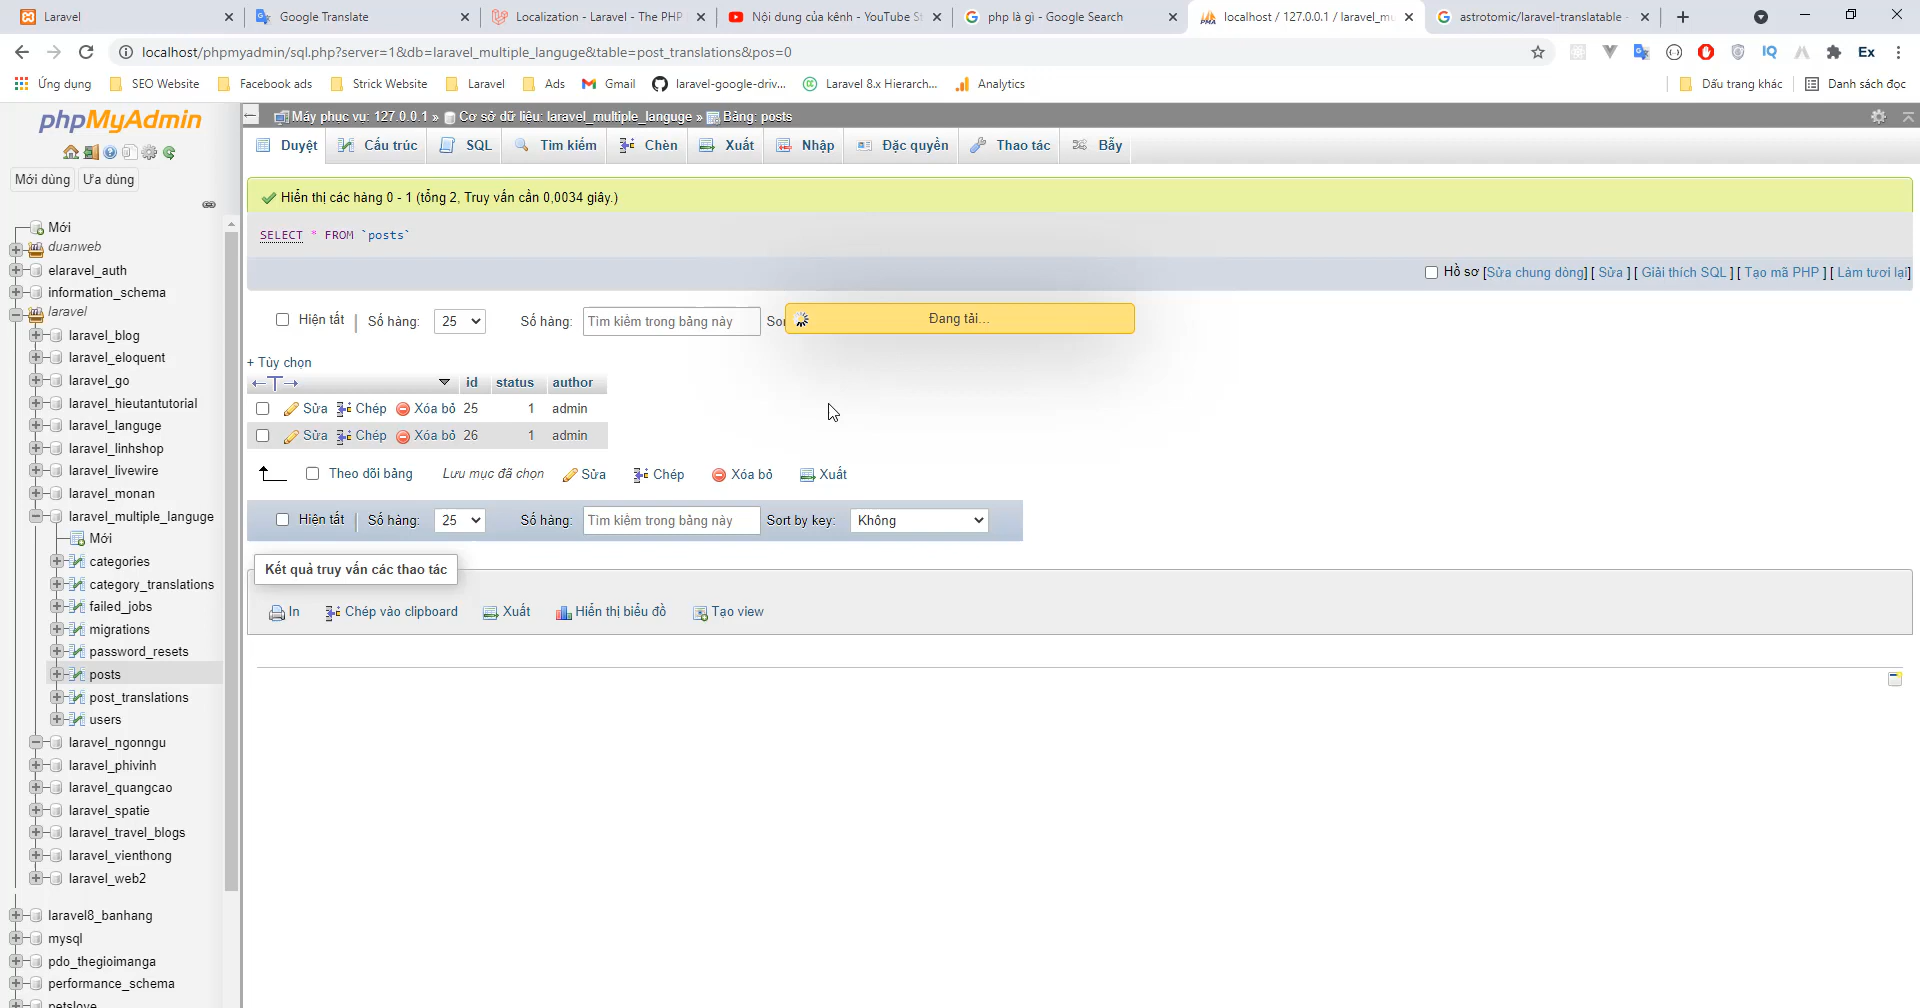 Laravel
Google Translate
Localization - Laravel - The PHP
Nội dung của kênh - YouTube S
php là gì - Google Search
localhost / 127.0.0.1 / laravel_mu
astrotomic/laravel-translatable -
localhost/phpmyadmin/sql.php?server=1&db=laravel_multiple_languge&table=post_translations&pos=0
IQ
Ex
Ứng dụng
SEO Website
Facebook ads
Strick Website
Laravel
Ads
Gmail
laravel-google-driv...
Laravel 8.x Hierarch...
Analytics
Dấu trang khác
Danh sách đọc
phpMyAdmin
Mới dùng
Ưa dùng
Mới
duanweb
elaravel_auth
information_schema
laravel
laravel_blog
laravel_eloquent
laravel_go
laravel_hieutantutorial
laravel_languge
laravel_linhshop
laravel_livewire
laravel_monan
laravel_multiple_languge
Mới
categories
category_translations
failed_jobs
migrations
password_resets
posts
post_translations
users
laravel_ngonngu
laravel_phivinh
laravel_quangcao
laravel_spatie
laravel_travel_blogs
laravel_vienthong
laravel_web2
laravel8_banhang
mysql
pdo_thegioimanga
performance_schema
petslove
Máy phục vụ: 127.0.0.1 » Cơ sở dữ liệu: laravel_multiple_languge » Bảng: posts
Duyệt
Cấu trúc
SQL
Tìm kiếm
Chèn
Xuất
Nhập
Đặc quyền
Thao tác
Bẫy
Hiển thị các hàng 0 - 1 (tổng 2, Truy vấn cần 0,0034 giây.)
SELECT * FROM `posts`
Hồ sơ [Sửa chung dòng] [ Sửa ] [ Giải thích SQL ] [ Tạo mã PHP ] [ Làm tươi lại]
Hiện tất | Số hàng: 25 Số hàng: Tìm kiếm trong bảng này Sor
Đang tải…
+ Tùy chọn
←T→ id status author
Sửa Chép Xóa bỏ 25 1 admin
Sửa Chép Xóa bỏ 26 1 admin
Theo dõi bảng Lưu mục đã chọn Sửa Chép Xóa bỏ Xuất
Hiện tất | Số hàng: 25 Số hàng: Tìm kiếm trong bảng này Sort by key: Không
Kết quả truy vấn các thao tác
In Chép vào clipboard Xuất Hiển thị biểu đồ Tạo view